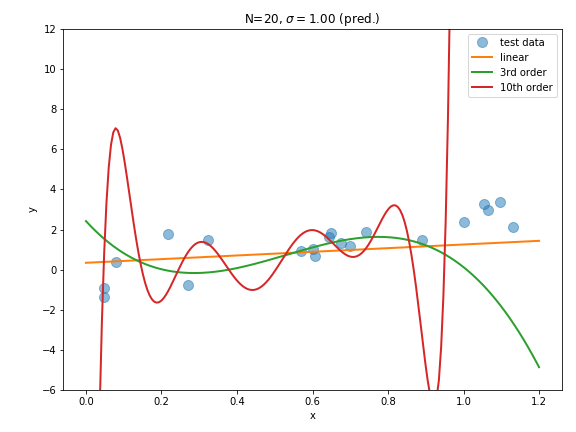 N=20, σ = 1.00 (pred.)
12
10
8
6
4
2
0
−2
−4
−6
y
0.0 0.2 0.4 0.6 0.8 1.0 1.2
x
test data
linear
3rd order
10th order